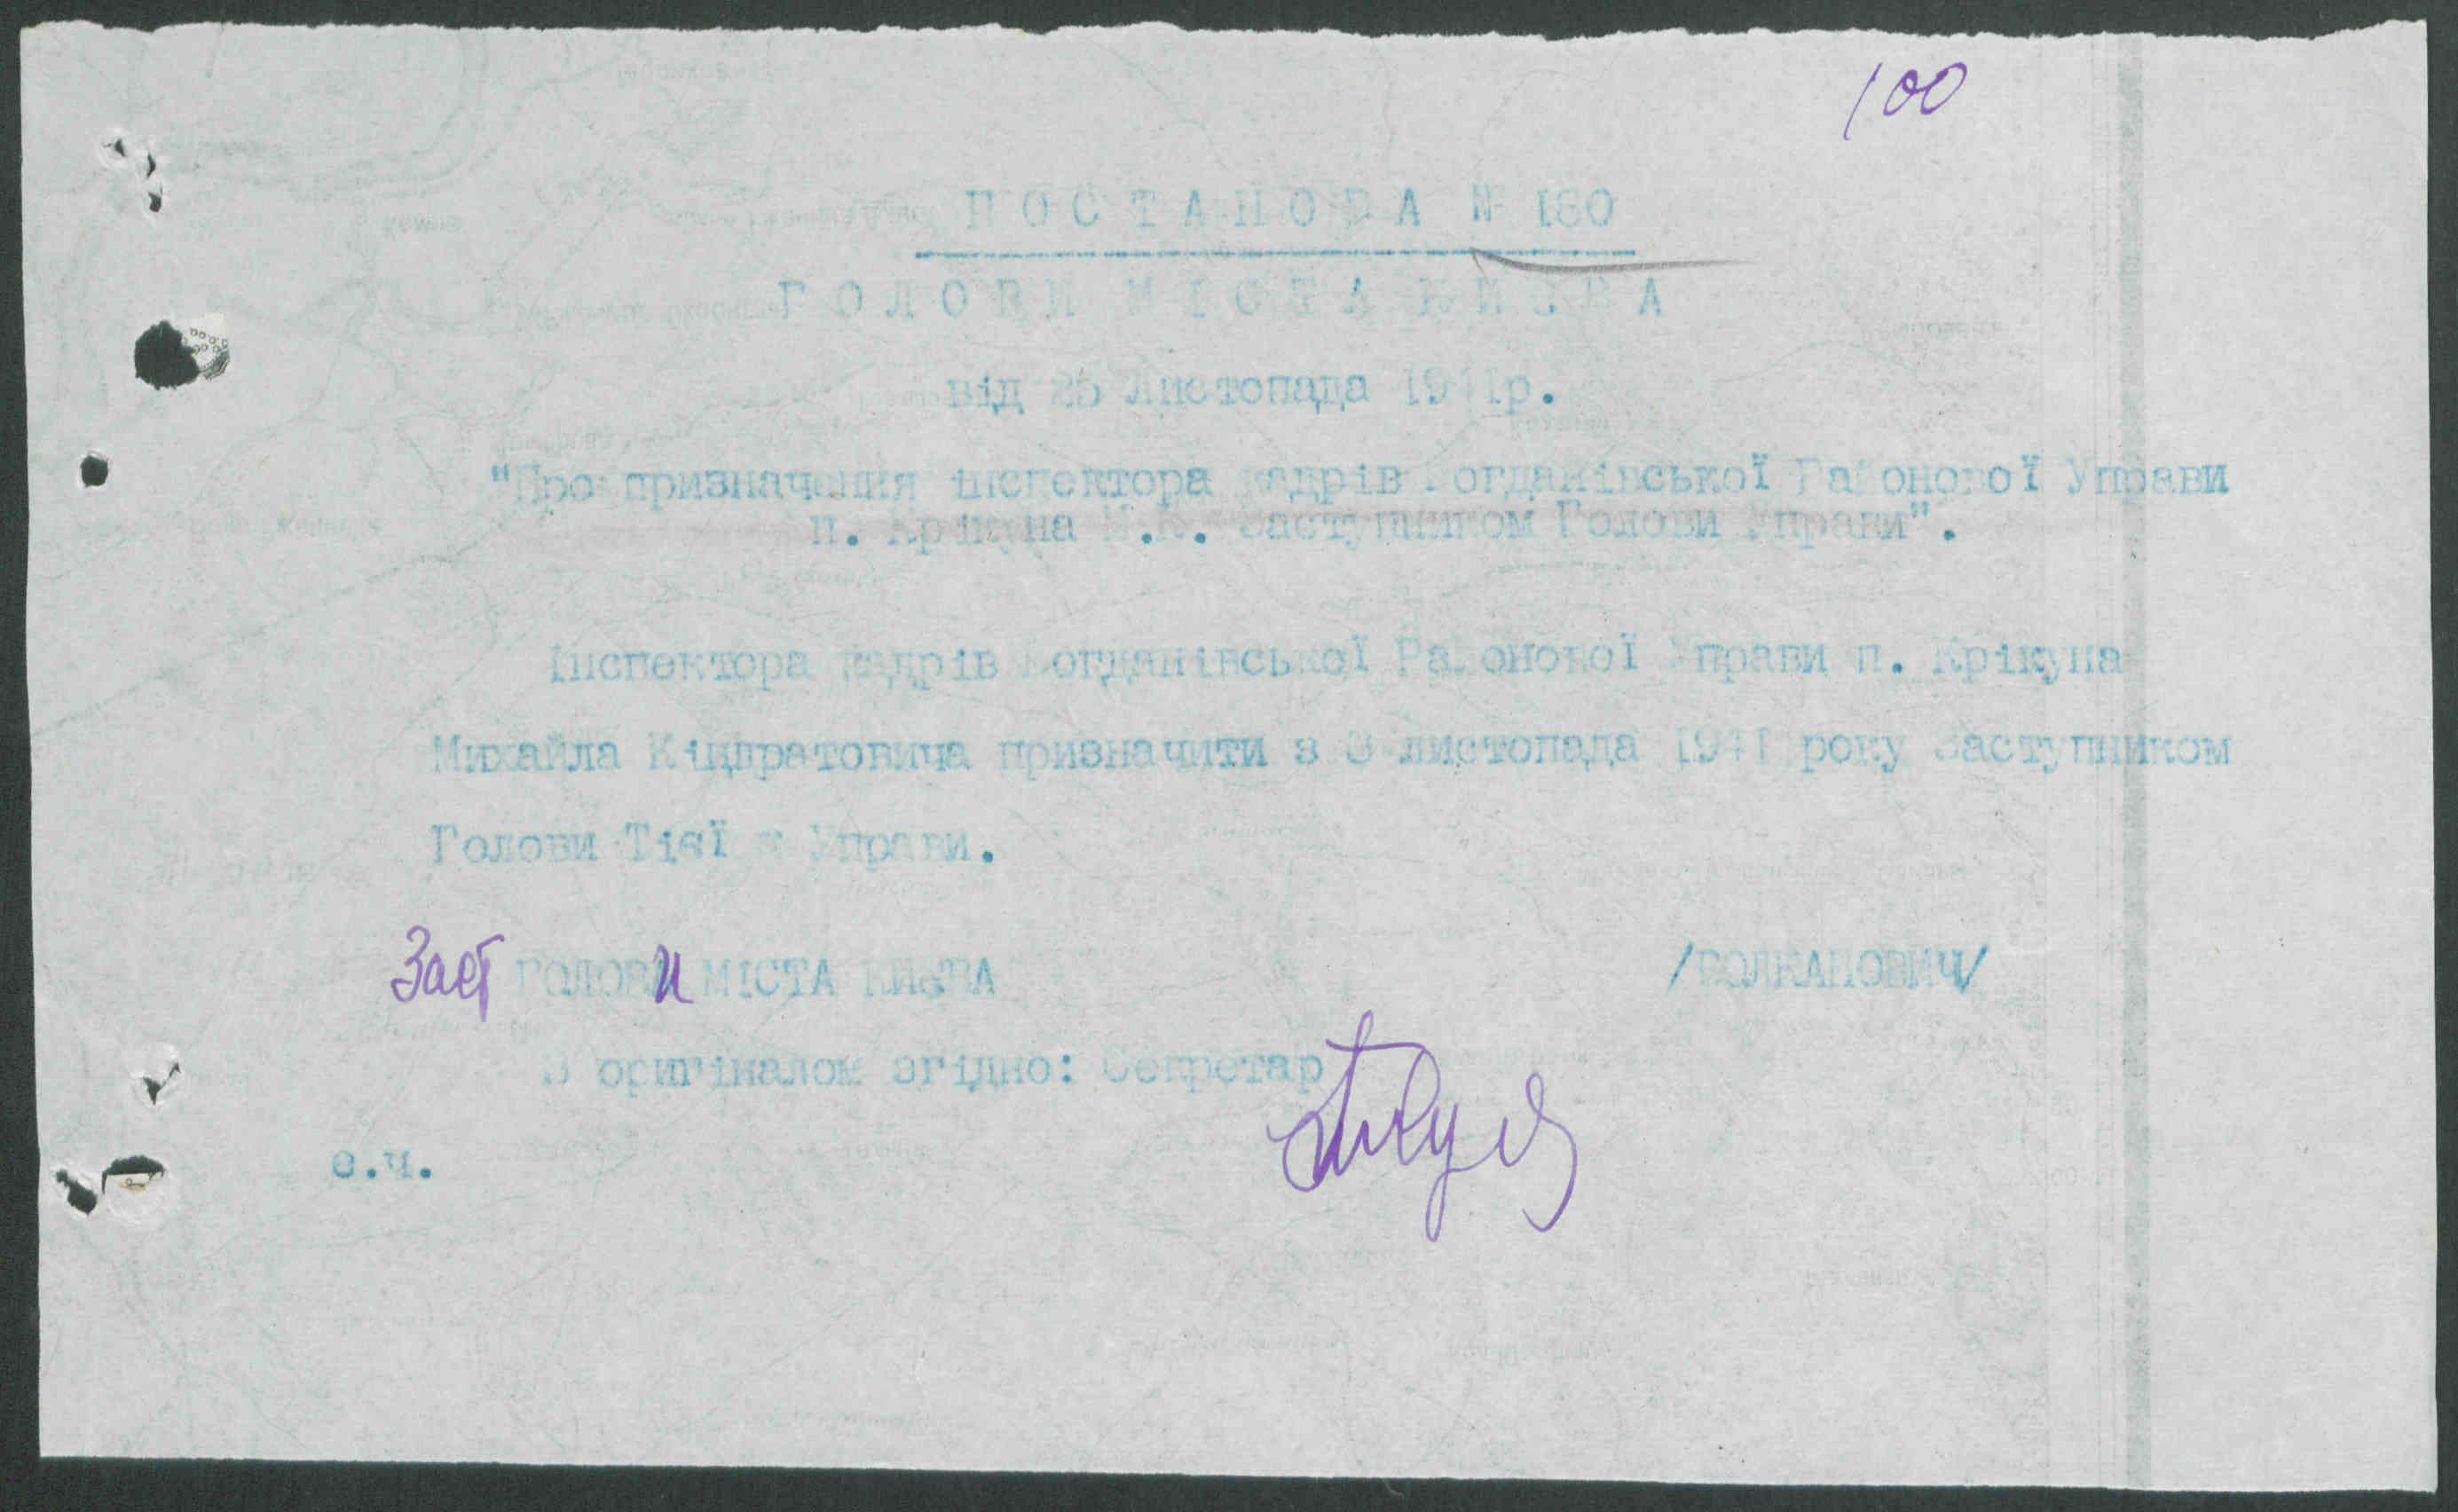 100
ПОСТАНОВА № 180
ГОЛОВИ МІСТА КИЄВА
від 25 листопада 1941р.
"Про призначення інспектора кадрів Богданівської Районової Управи
п. Крікуна М.К. Заступником Голови Управи".
Інспектора кадрів Богданівської Районової Управи п. Крікуна
Михайла Кіндратовича призначити з 8 листопада 1941 року Заступником
Голови Тієї ж Управи.
Заст ГОЛОВИ МІСТА КИЄВА /ВОЛКАНОВИЧ/
З оригіналом згідно: Секретар
е.ч.